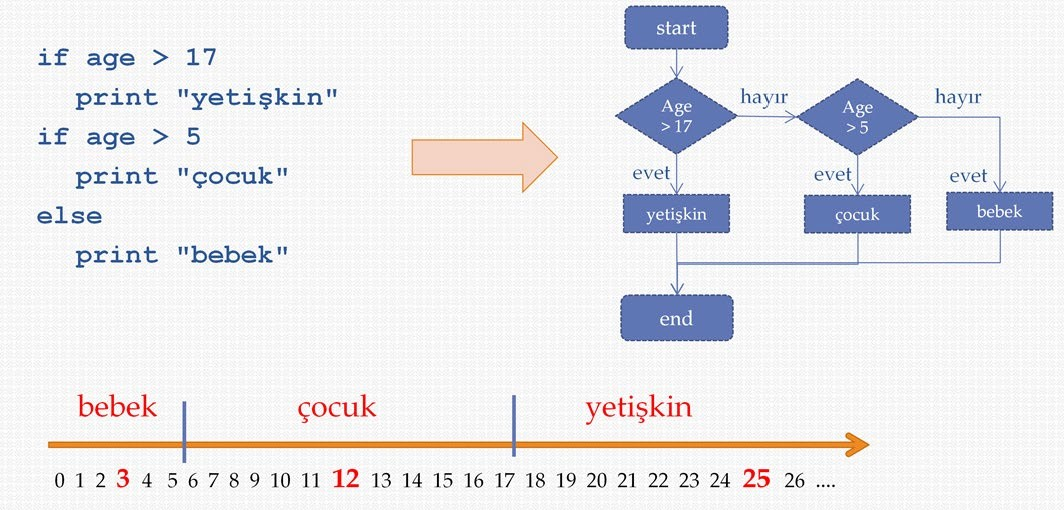 if age > 17
print "yetişkin"
if age > 5
print "çocuk"
else
print "bebek"
start
Age
> 17
hayır
Age
> 5
hayır
evet
evet
evet
yetişkin
çocuk
bebek
end
bebek
çocuk
yetişkin
0 1 2 3 4 5 6 7 8 9 10 11 12 13 14 15 16 17 18 19 20 21 22 23 24 25 26 ....